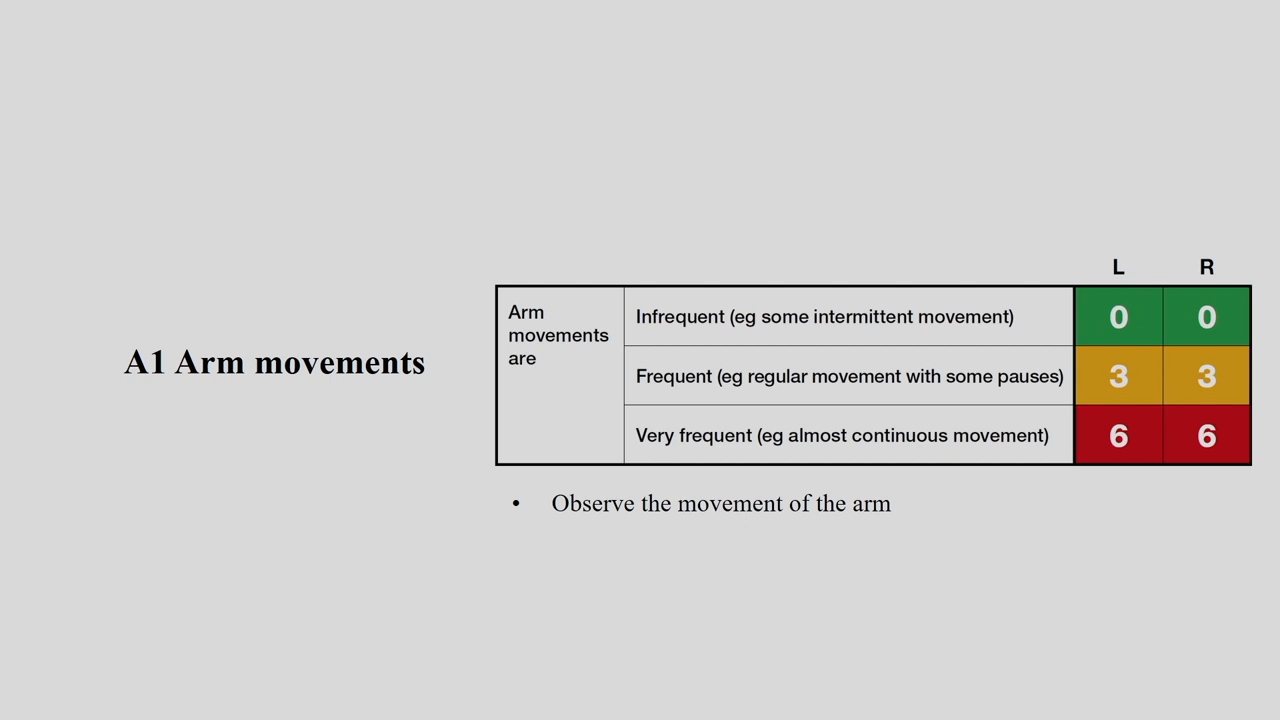 A1 Arm movements
L R
Arm
movements
are
Infrequent (eg some intermittent movement) 0 0
Frequent (eg regular movement with some pauses) 3 3
Very frequent (eg almost continuous movement) 6 6
• Observe the movement of the arm